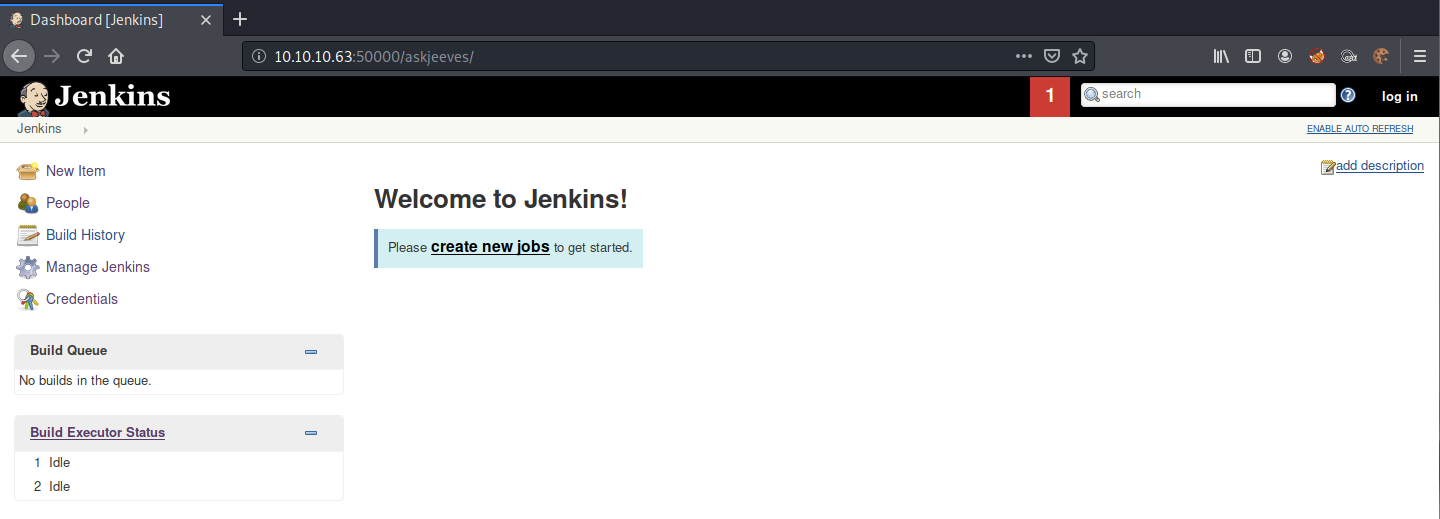 Dashboard [Jenkins]
10.10.10.63:50000/askjeeves/
Jenkins
1
search
log in
Jenkins
ENABLE AUTO REFRESH
New Item
People
Build History
Manage Jenkins
Credentials
add description
Welcome to Jenkins!
Please create new jobs to get started.
Build Queue
No builds in the queue.
Build Executor Status
1 Idle
2 Idle